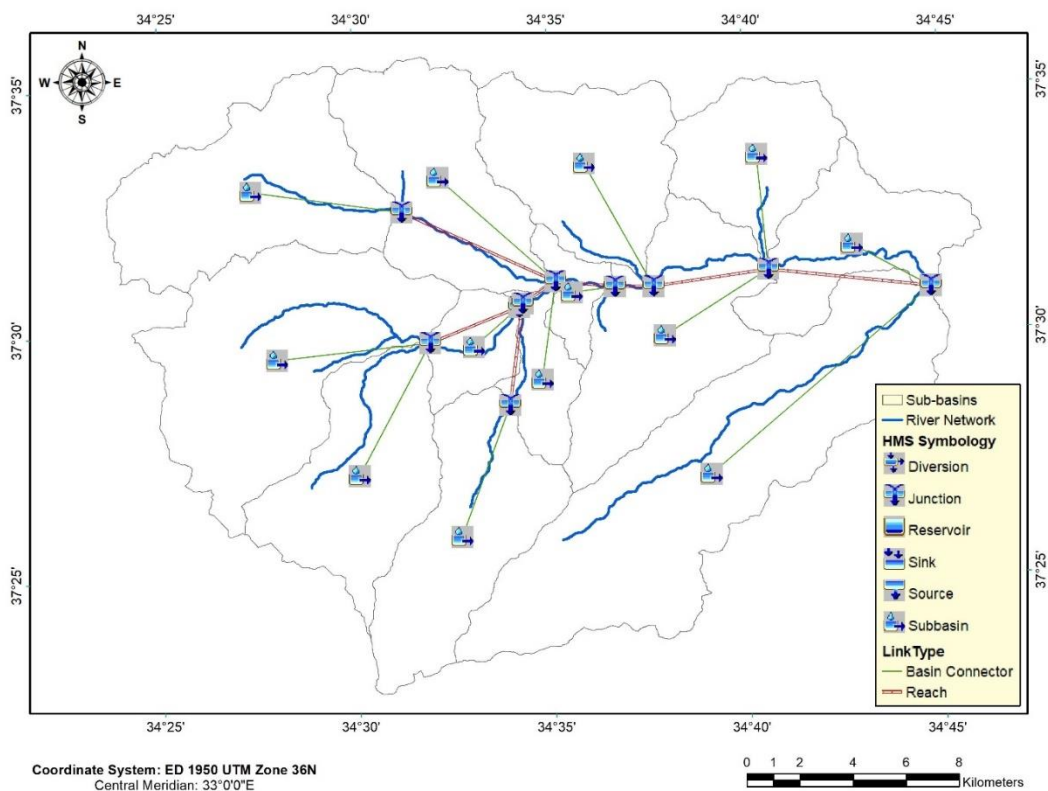 34°25' 34°30' 34°35' 34°40' 34°45'
N
W E
S
37°35' 37°35'
37°30' 37°30'
37°25' 37°25'
Sub-basins
River Network
HMS Symbology
Diversion
Junction
Reservoir
Sink
Source
Subbasin
LinkType
Basin Connector
Reach
34°25' 34°30' 34°35' 34°40' 34°45'
Coordinate System: ED 1950 UTM Zone 36N
Central Meridian: 33°0'0"E
0 1 2 4 6 8
Kilometers